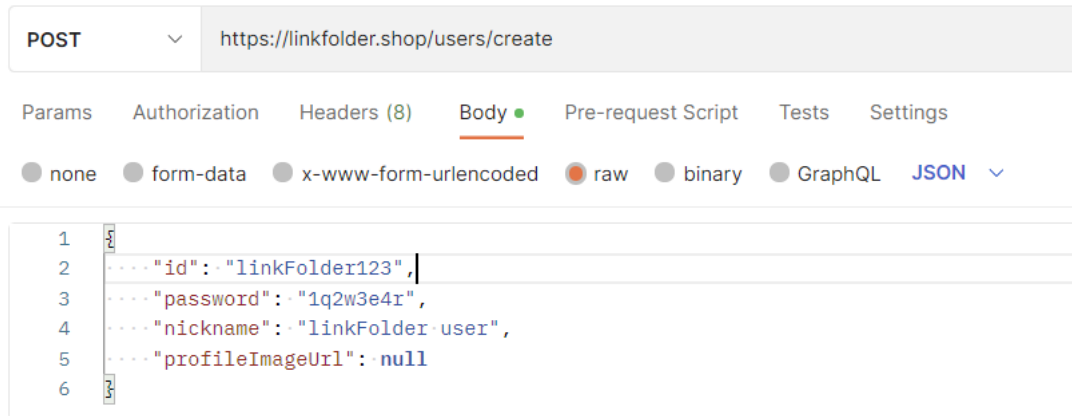 POST https://linkfolder.shop/users/create
Params Authorization Headers (8) Body Pre-request Script Tests Settings
none form-data x-www-form-urlencoded raw binary GraphQL JSON
1 {
2 "id": "linkFolder123",
3 "password": "1q2w3e4r",
4 "nickname": "linkFolder user",
5 "profileImageUrl": null
6 }